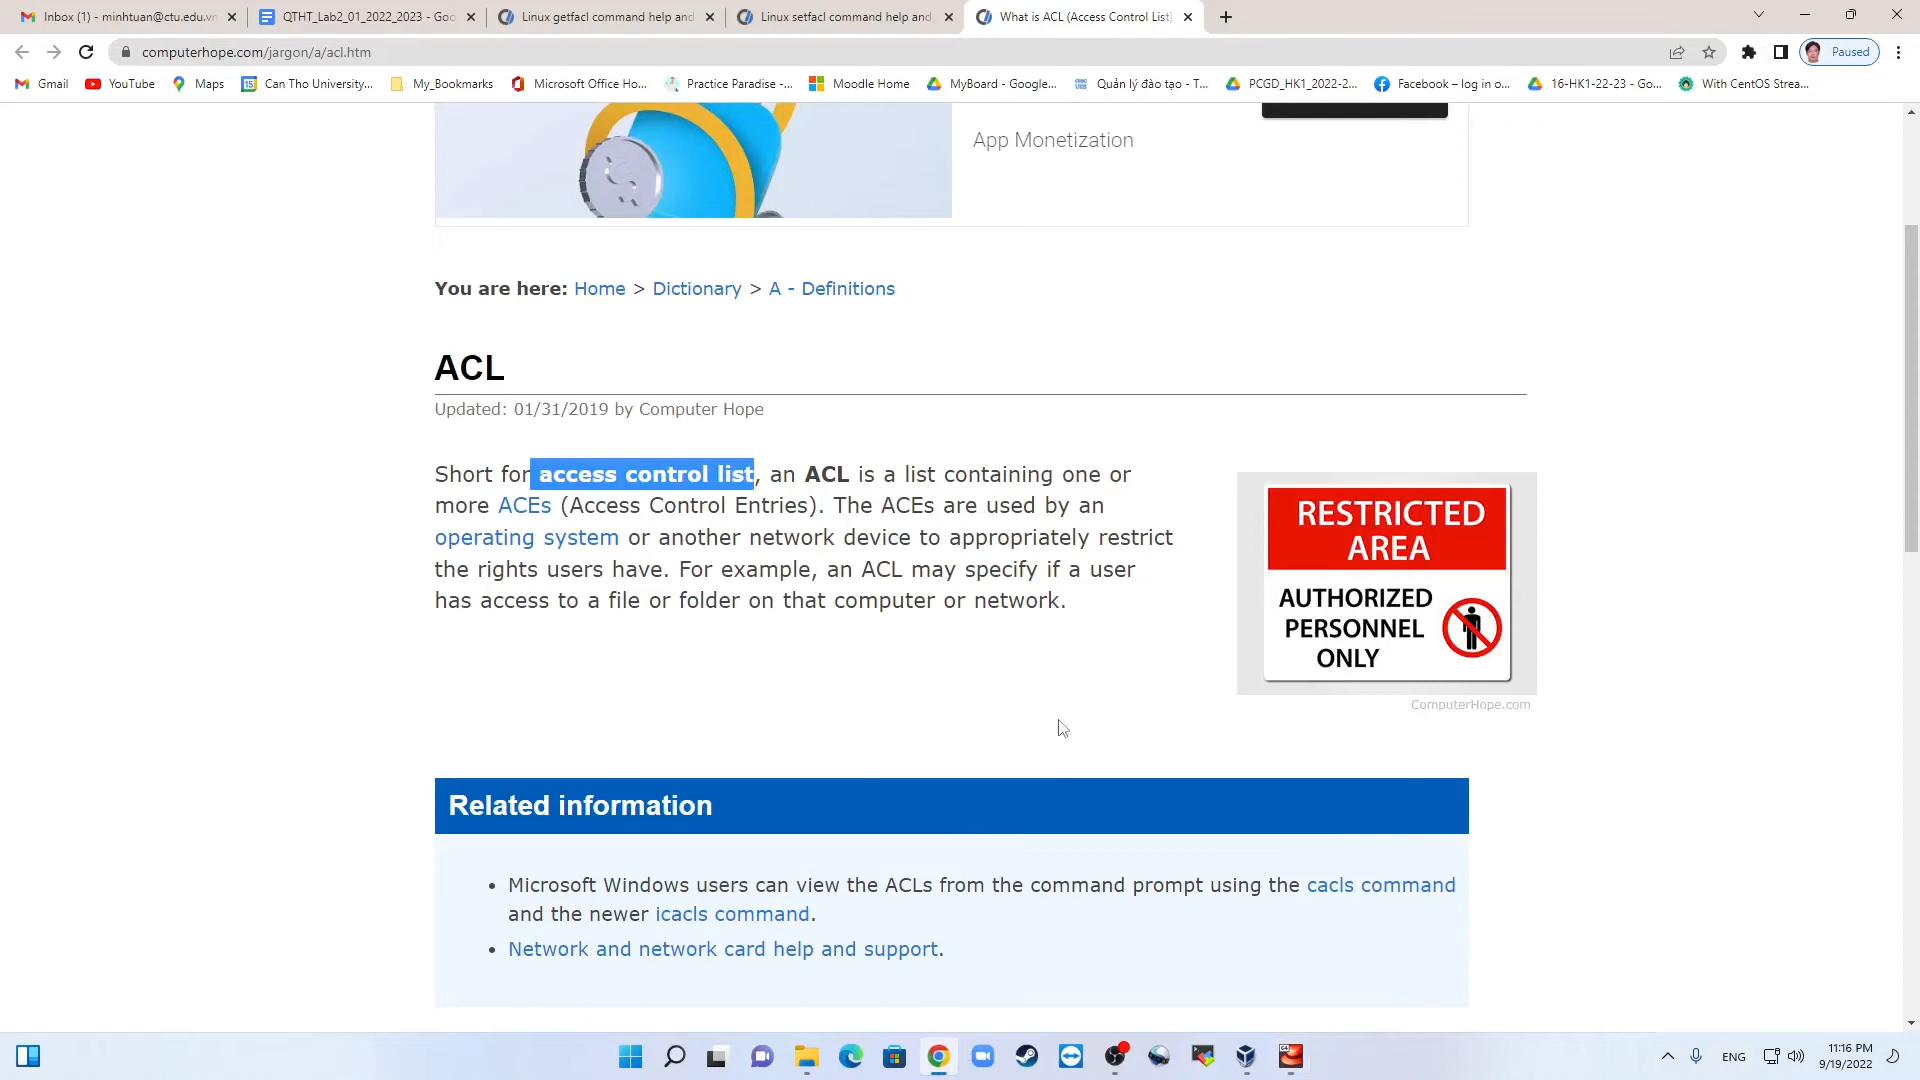 Inbox (1) - minhtuan@ctu.edu.vn
QTHT_Lab2_01_2022_2023 - Goo
Linux getfacl command help and
Linux setfacl command help and
What is ACL (Access Control List)
computerhope.com/jargon/a/acl.htm
Paused
Gmail
YouTube
Maps
Can Tho University...
My_Bookmarks
Microsoft Office Ho...
Practice Paradise -...
Moodle Home
MyBoard - Google...
Quản lý đào tạo - T...
PCGD_HK1_2022-2...
Facebook – log in o...
16-HK1-22-23 - Go...
With CentOS Strea...
App Monetization
You are here: Home > Dictionary > A - Definitions
ACL
Updated: 01/31/2019 by Computer Hope
Short for access control list, an ACL is a list containing one or
more ACEs (Access Control Entries). The ACEs are used by an
operating system or another network device to appropriately restrict
the rights users have. For example, an ACL may specify if a user
has access to a file or folder on that computer or network.
RESTRICTED
AREA
AUTHORIZED
PERSONNEL
ONLY
ComputerHope.com
Related information
• Microsoft Windows users can view the ACLs from the command prompt using the cacls command
and the newer icacls command.
• Network and network card help and support.
ENG
11:16 PM
9/19/2022